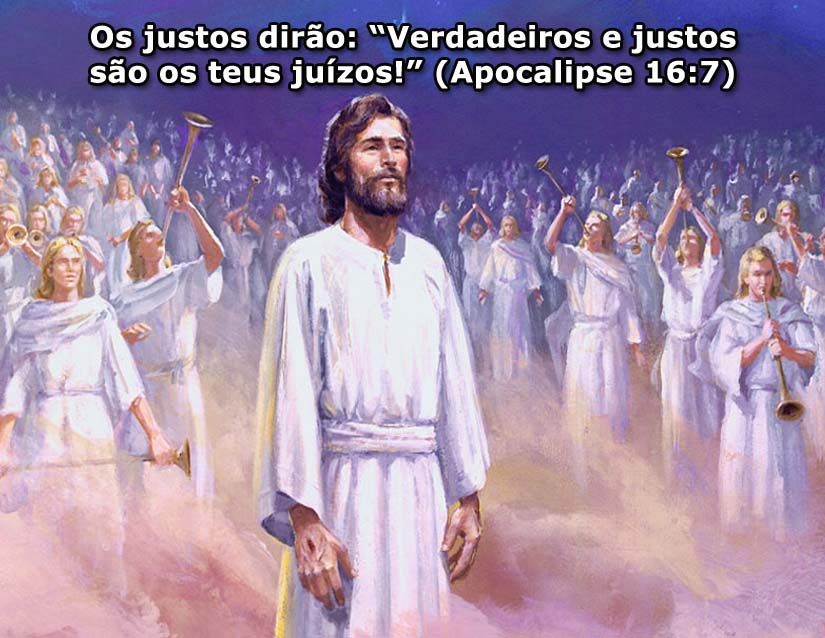 Os justos dirão: “Verdadeiros e justos
são os teus juízos!” (Apocalipse 16:7)